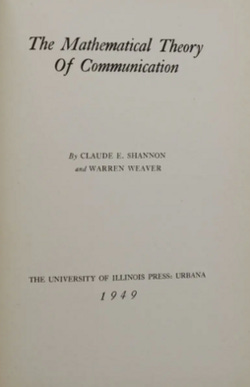 The Mathematical Theory
Of Communication
By CLAUDE E. SHANNON
and WARREN WEAVER
THE UNIVERSITY OF ILLINOIS PRESS: URBANA
1949